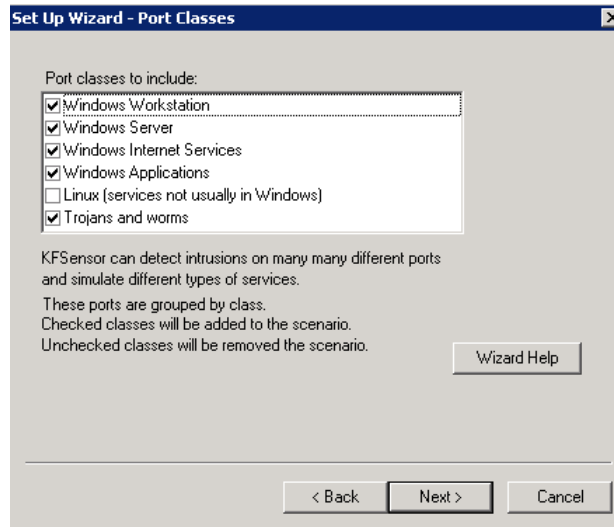 Set Up Wizard - Port Classes
Port classes to include:
Windows Workstation
Windows Server
Windows Internet Services
Windows Applications
Linux (services not usually in Windows)
Trojans and worms
KFSensor can detect intrusions on many many different ports
and simulate different types of services.
These ports are grouped by class.
Checked classes will be added to the scenario.
Unchecked classes will be removed the scenario.
Wizard Help
< Back
Next >
Cancel